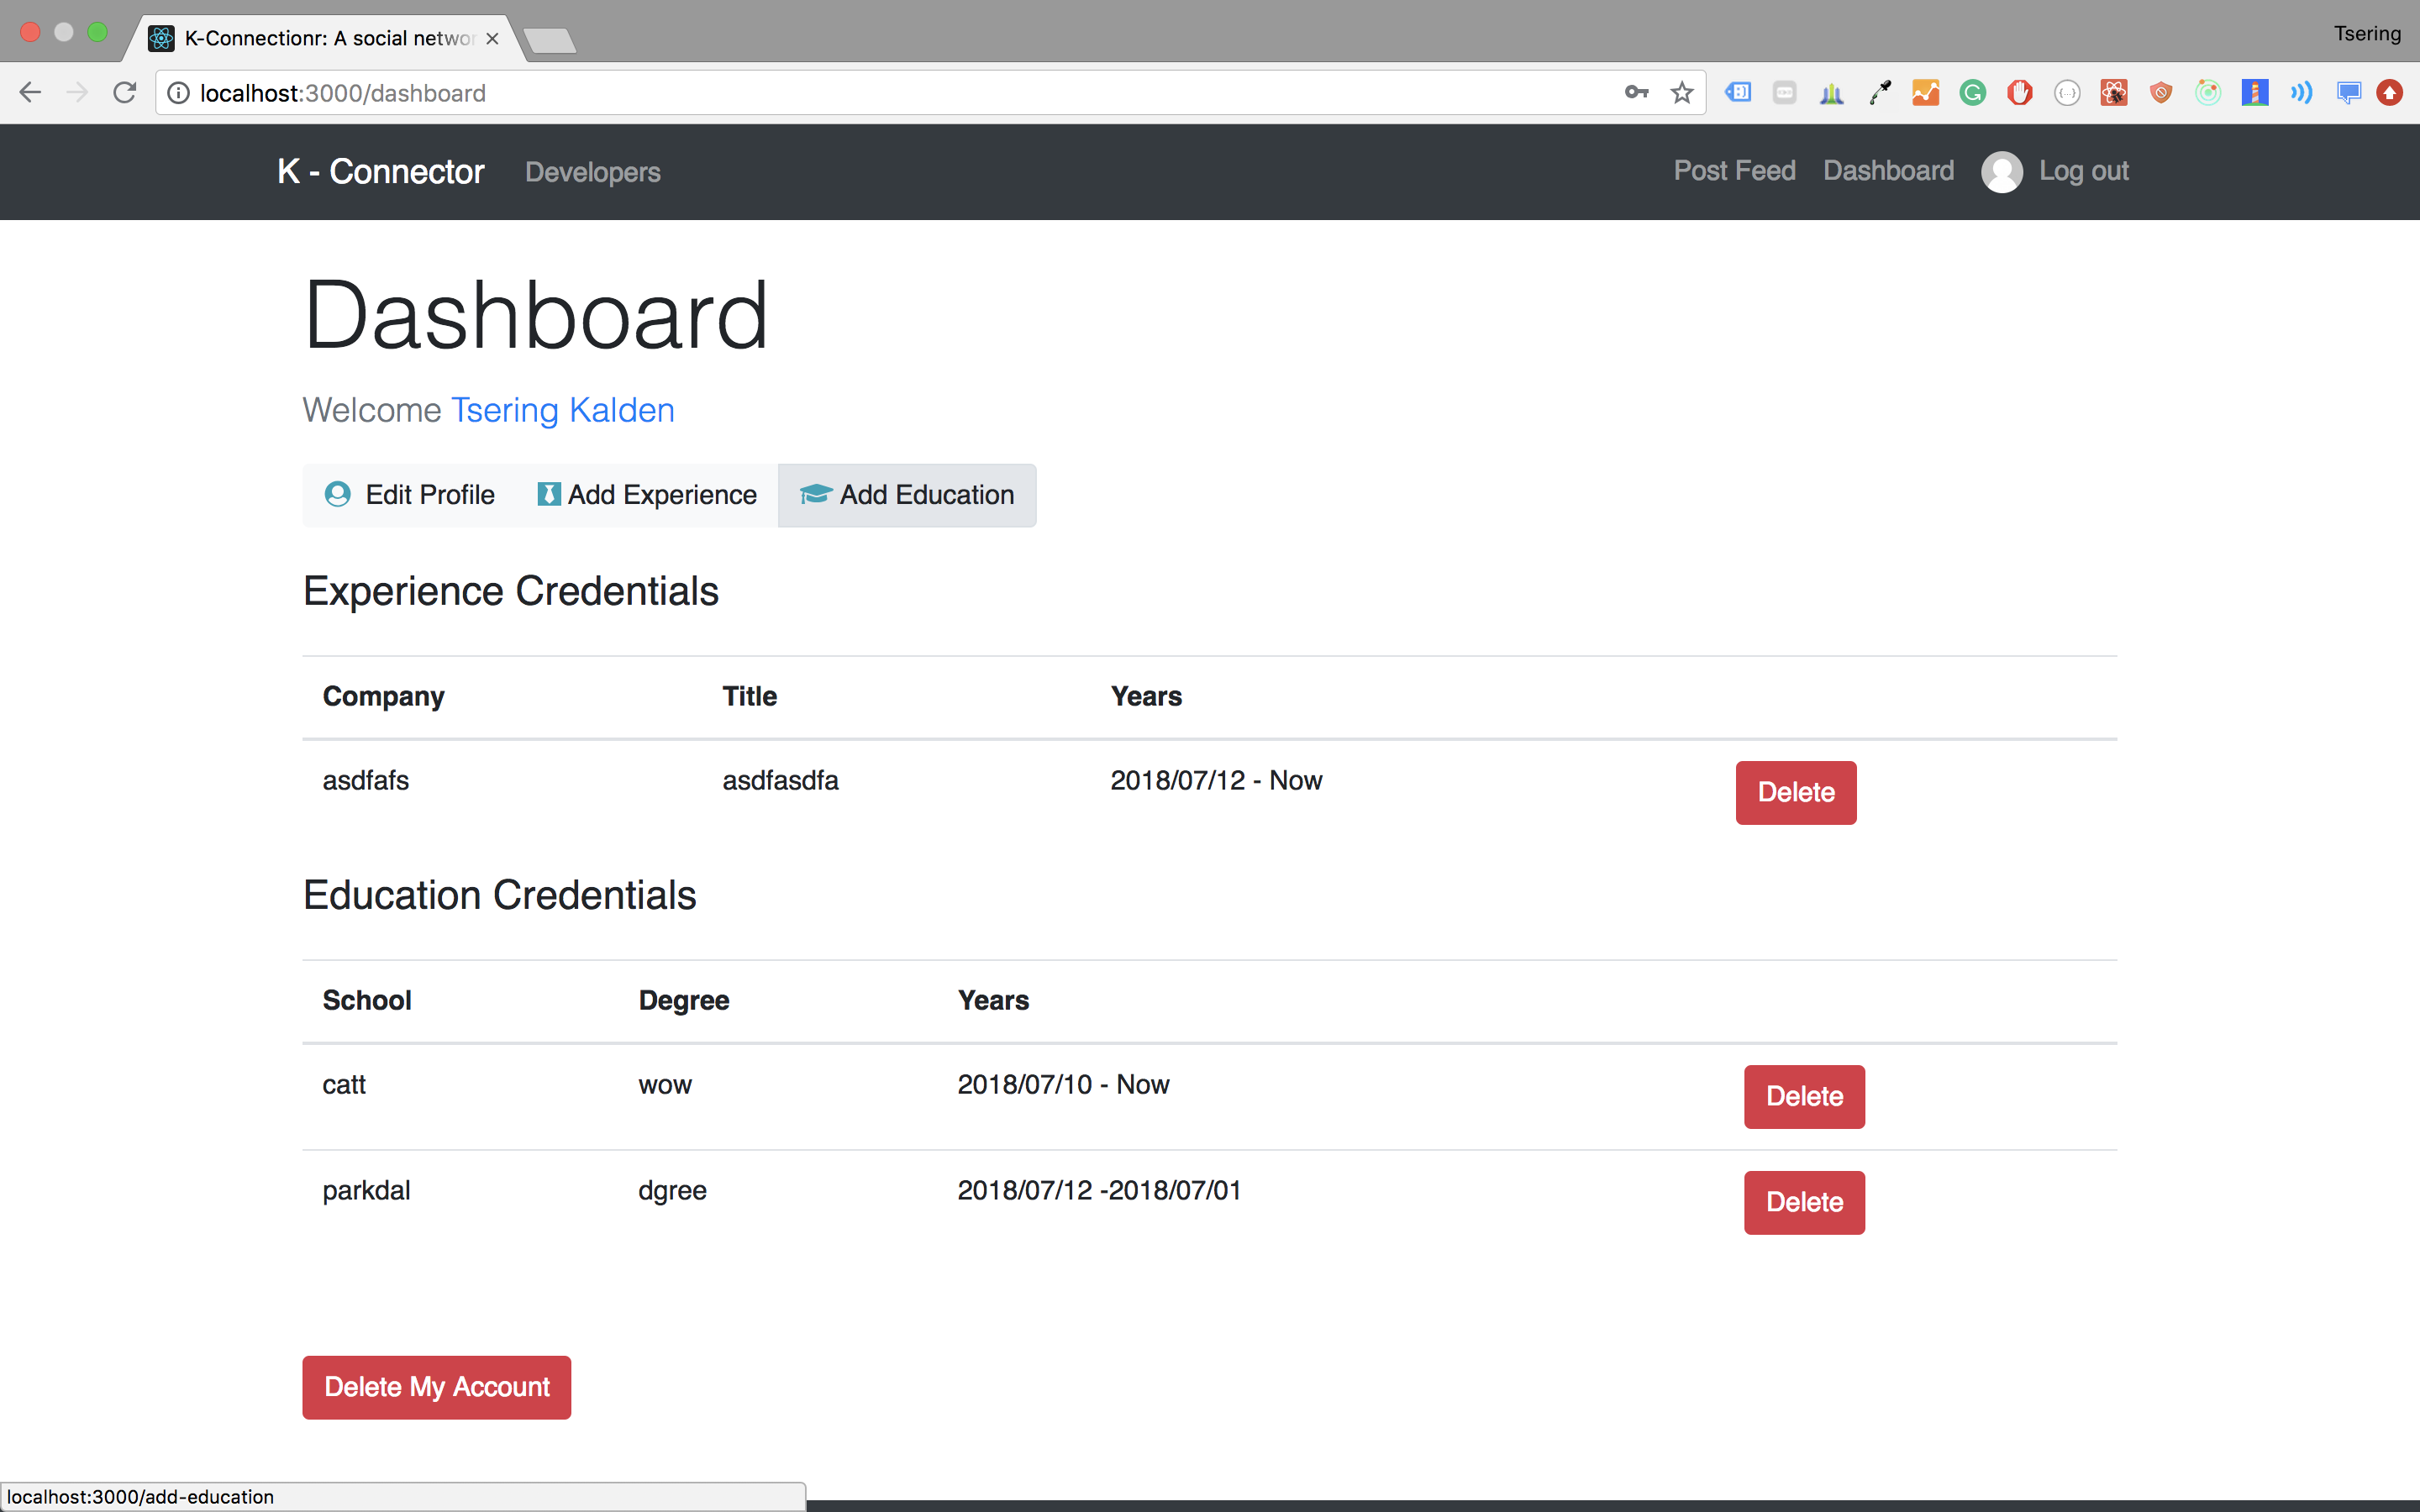 K-Connectionr: A social networ
Tsering
localhost:3000/dashboard
K - Connector Developers Post Feed Dashboard Log out
Dashboard
Welcome Tsering Kalden
Edit Profile Add Experience Add Education
Experience Credentials
Company Title Years
asdfafs asdfasdfa 2018/07/12 - Now Delete
Education Credentials
School Degree Years
catt wow 2018/07/10 - Now Delete
parkdal dgree 2018/07/12 -2018/07/01 Delete
Delete My Account
localhost:3000/add-education